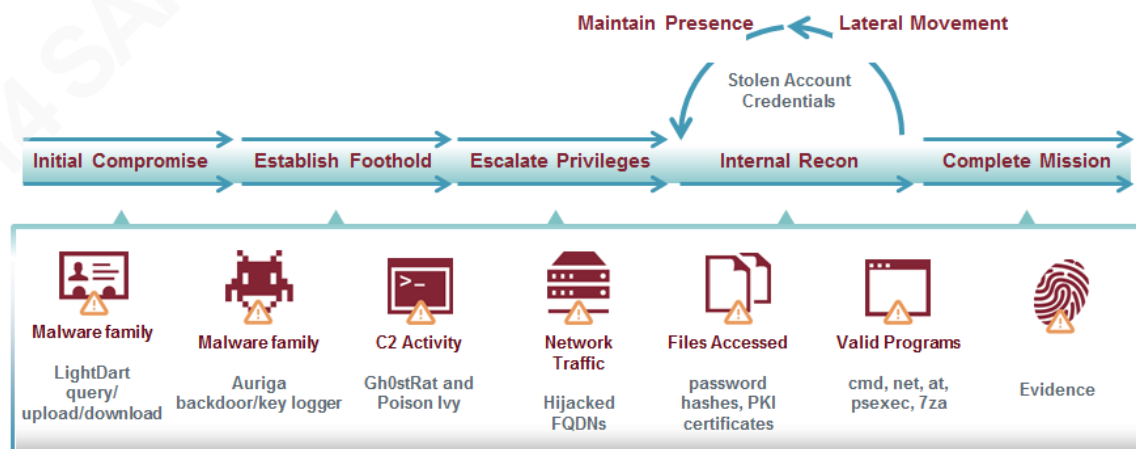 Maintain Presence
Lateral Movement
Stolen Account
Credentials
Initial Compromise
Establish Foothold
Escalate Privileges
Internal Recon
Complete Mission
Malware family
LightDart
query/
upload/download
Malware family
Auriga
backdoor/key logger
>_
C2 Activity
Gh0stRat and
Poison Ivy
Network
Traffic
Hijacked
FQDNs
Files Accessed
password
hashes, PKI
certificates
Valid Programs
cmd, net, at,
psexec, 7za
Evidence